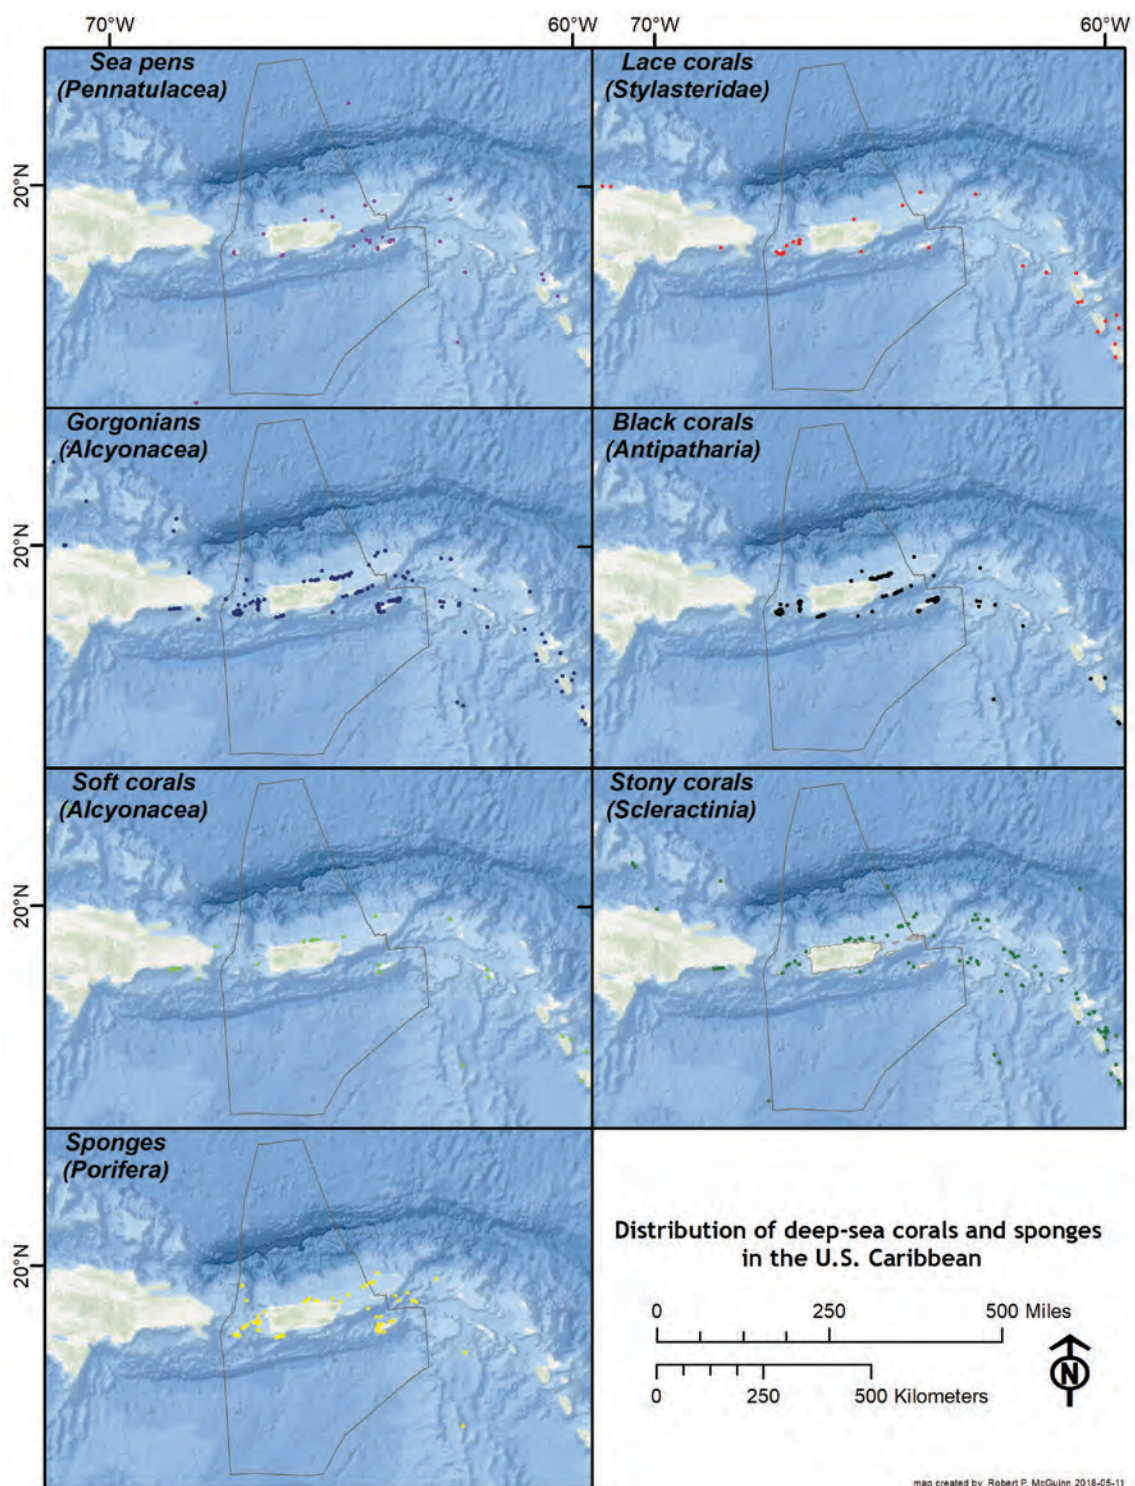 70°W 60°W 70°W 60°W
Sea pens
(Pennatulacea)
Lace corals
(Stylasteridae)
20°N
Gorgonians
(Alcyonacea)
Black corals
(Antipatharia)
20°N
Soft corals
(Alcyonacea)
Stony corals
(Scleractinia)
20°N
Sponges
(Porifera)
20°N
Distribution of deep-sea corals and sponges
in the U.S. Caribbean
0 250 500 Miles
0 250 500 Kilometers
N
map created by: Robert P. McGuinn 2018-05-11